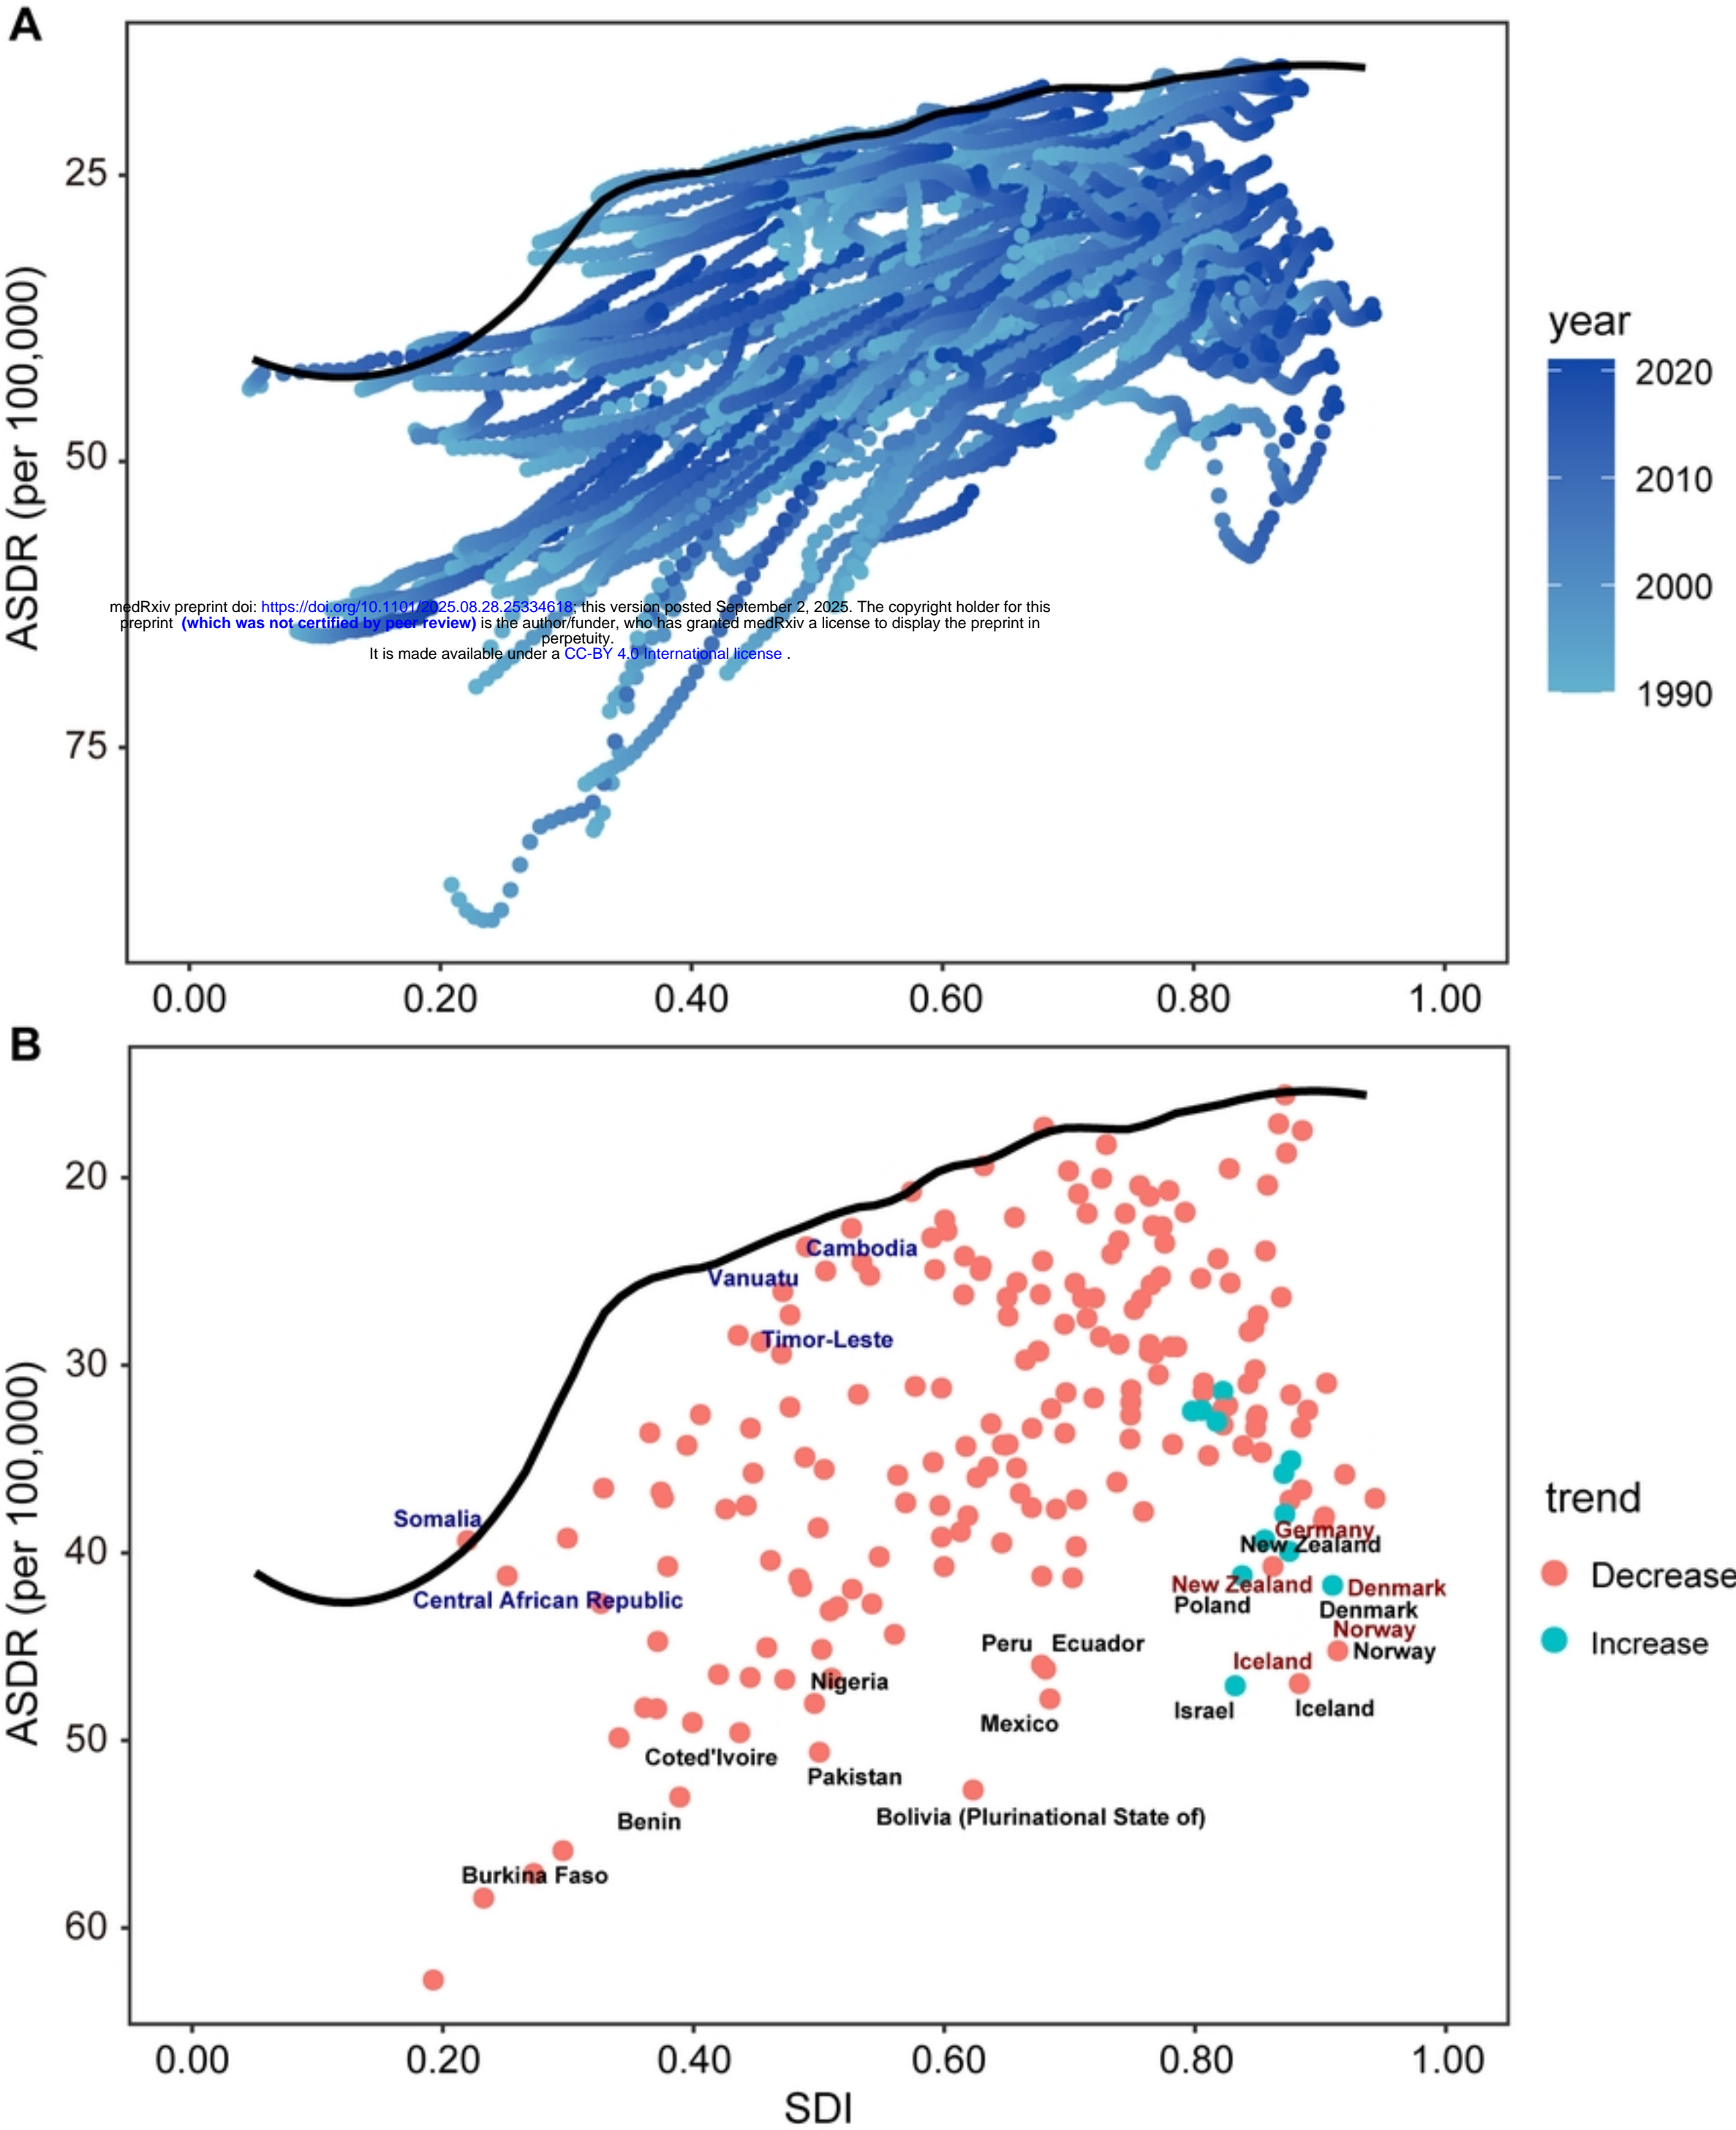 A
ASDR (per 100,000)
25
50
75
0.00 0.20 0.40 0.60 0.80 1.00
year
2020
2010
2000
1990
medRxiv preprint doi: https://doi.org/10.1101/2025.08.28.25334618; this version posted September 2, 2025. The copyright holder for this
preprint (which was not certified by peer review) is the author/funder, who has granted medRxiv a license to display the preprint in
perpetuity.
It is made available under a CC-BY 4.0 International license .
B
ASDR (per 100,000)
20
30
40
50
60
Cambodia
Vanuatu
Timor-Leste
Somalia
Central African Republic
Germany
New Zealand
New Zealand
Denmark
Poland
Denmark
Norway
Peru Ecuador
Norway
Iceland
Nigeria
Israel
Iceland
Mexico
Coted'Ivoire
Pakistan
Benin
Bolivia (Plurinational State of)
Burkina Faso
0.00 0.20 0.40 0.60 0.80 1.00
SDI
trend
Decrease
Increase